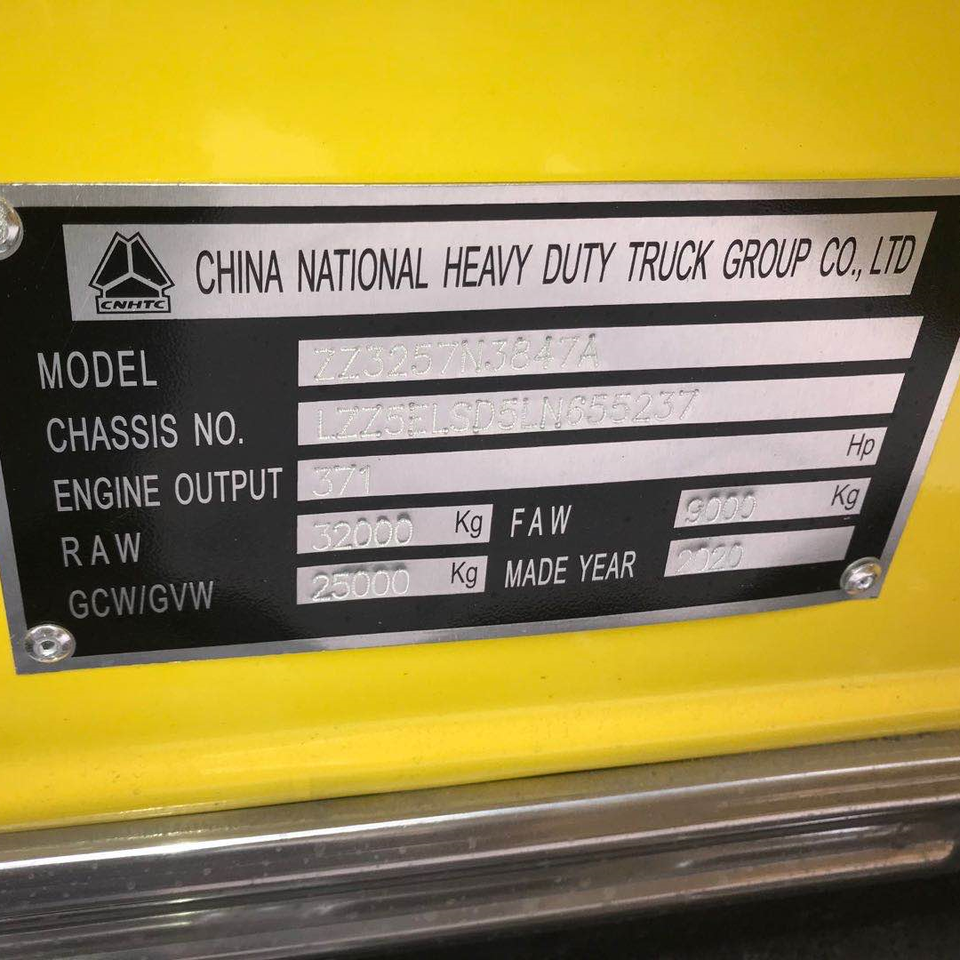 CNHTC CHINA NATIONAL HEAVY DUTY TRUCK GROUP CO., LTD
MODEL ZZ3257N3847A
CHASSIS NO. LZZ5ELSD5LN655237
ENGINE OUTPUT 371 Hp
RAW 32000 Kg FAW 9000 Kg
GCW/GVW 25000 Kg MADE YEAR 2020